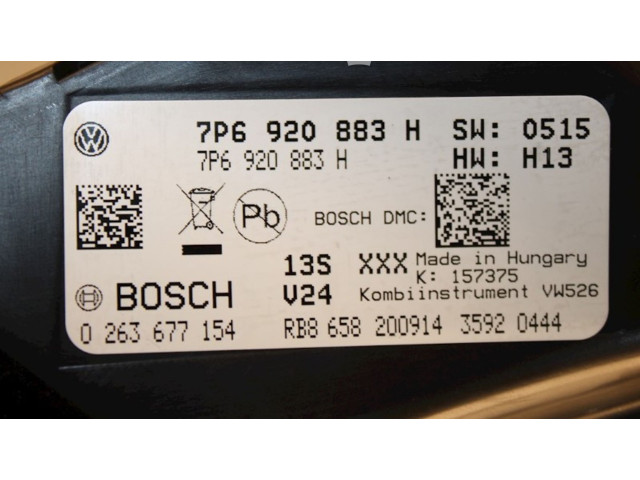 7P6 920 883 H SW: 0515
7P6 920 883 H HW: H13
Pb
BOSCH DMC:
13S XXX Made in Hungary
K: 157375
BOSCH V24 Kombiinstrument VW526
0 263 677 154 RB8 658 200914 3592 0444